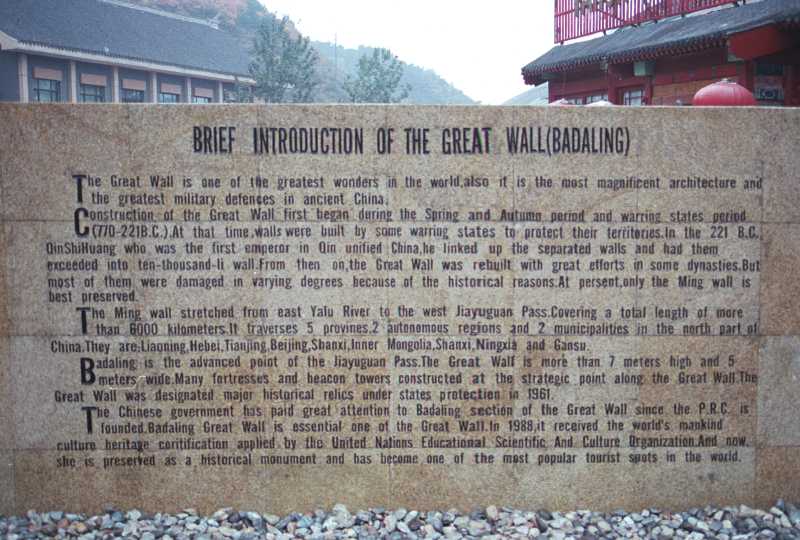 BRIEF INTRODUCTION OF THE GREAT WALL(BADALING)
The Great Wall is one of the greatest wonders in the world,also it is the most magnificent architecture and
the greatest military defences in ancient China.
Construction of the Great Wall first began during the Spring and Autumn period and warring states period
(770-221B.C.).At that time,walls were built by some warring states to protect their territories.In the 221 B.C.
QinShiHuang who was the first emperor in Qin unified China,he linked up the separated walls and had them
exceeded into ten-thousand-li wall.From then on,the Great Wall was rebuilt with great efforts in some dynasties.But
most of them were damaged in varying degrees because of the historical reasons.At persent,only the Ming wall is
best preserved.
The Ming wall stretched from east Yalu River to the west Jiayuguan Pass.Covering a total length of more
than 6000 kilometers.It traverses 5 provines,2 autonomous regions and 2 municipalities in the north part of
China.They are:Liaoning,Hebei,Tianjing,Beijing,Shanxi,Inner Mongolia,Shanxi,Ningxia and Gansu.
Badaling is the advanced point of the Jiayuguan Pass.The Great Wall is more than 7 meters high and 5
meters wide.Many fortresses and beacon towers constructed at the strategic point along the Great Wall.The
Great Wall was designated major historical relics under states protection in 1961.
The Chinese government has paid great attention to Badaling section of the Great Wall since the P.R.C. is
founded.Badaling Great Wall is essential one of the Great Wall.In 1988,it received the world's mankind
culture heritage coritification applied by the United Nations Educational Scientific And Culture Organization.And now
she is preserved as a historical monument and has become one of the most popular tourist spots in the world.